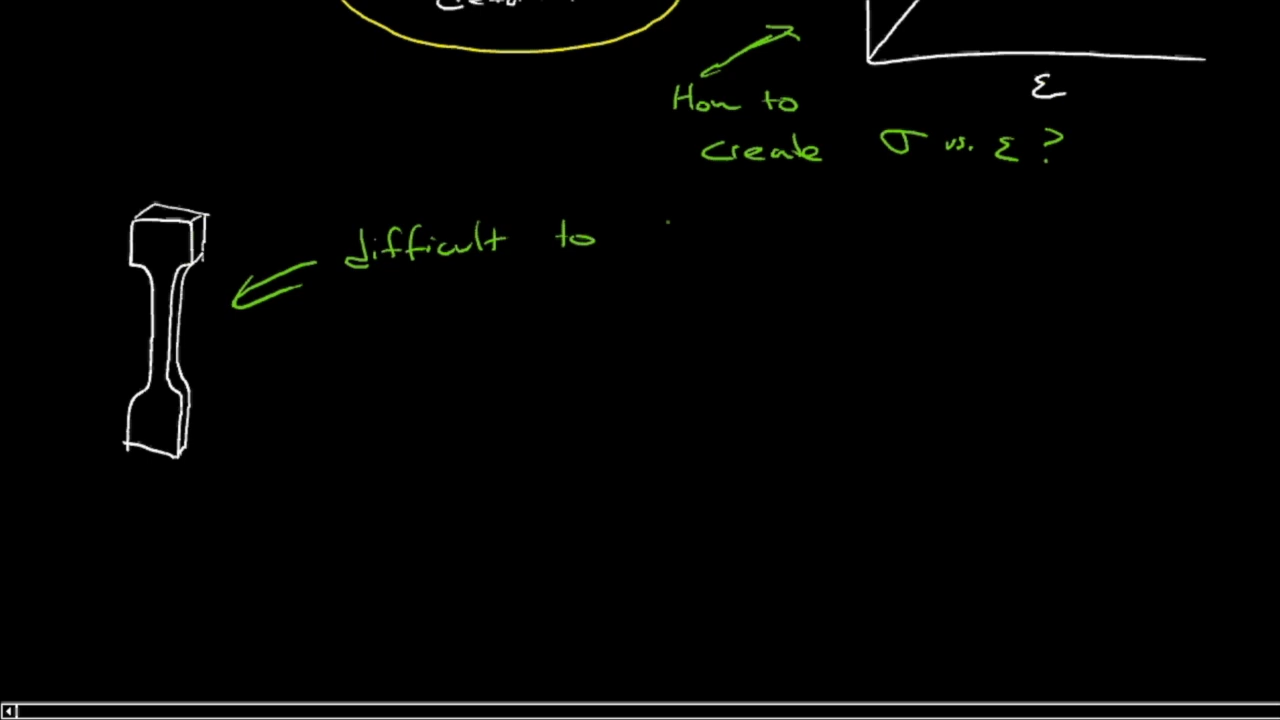 ε
How to
create σ vs. ε ?
difficult to